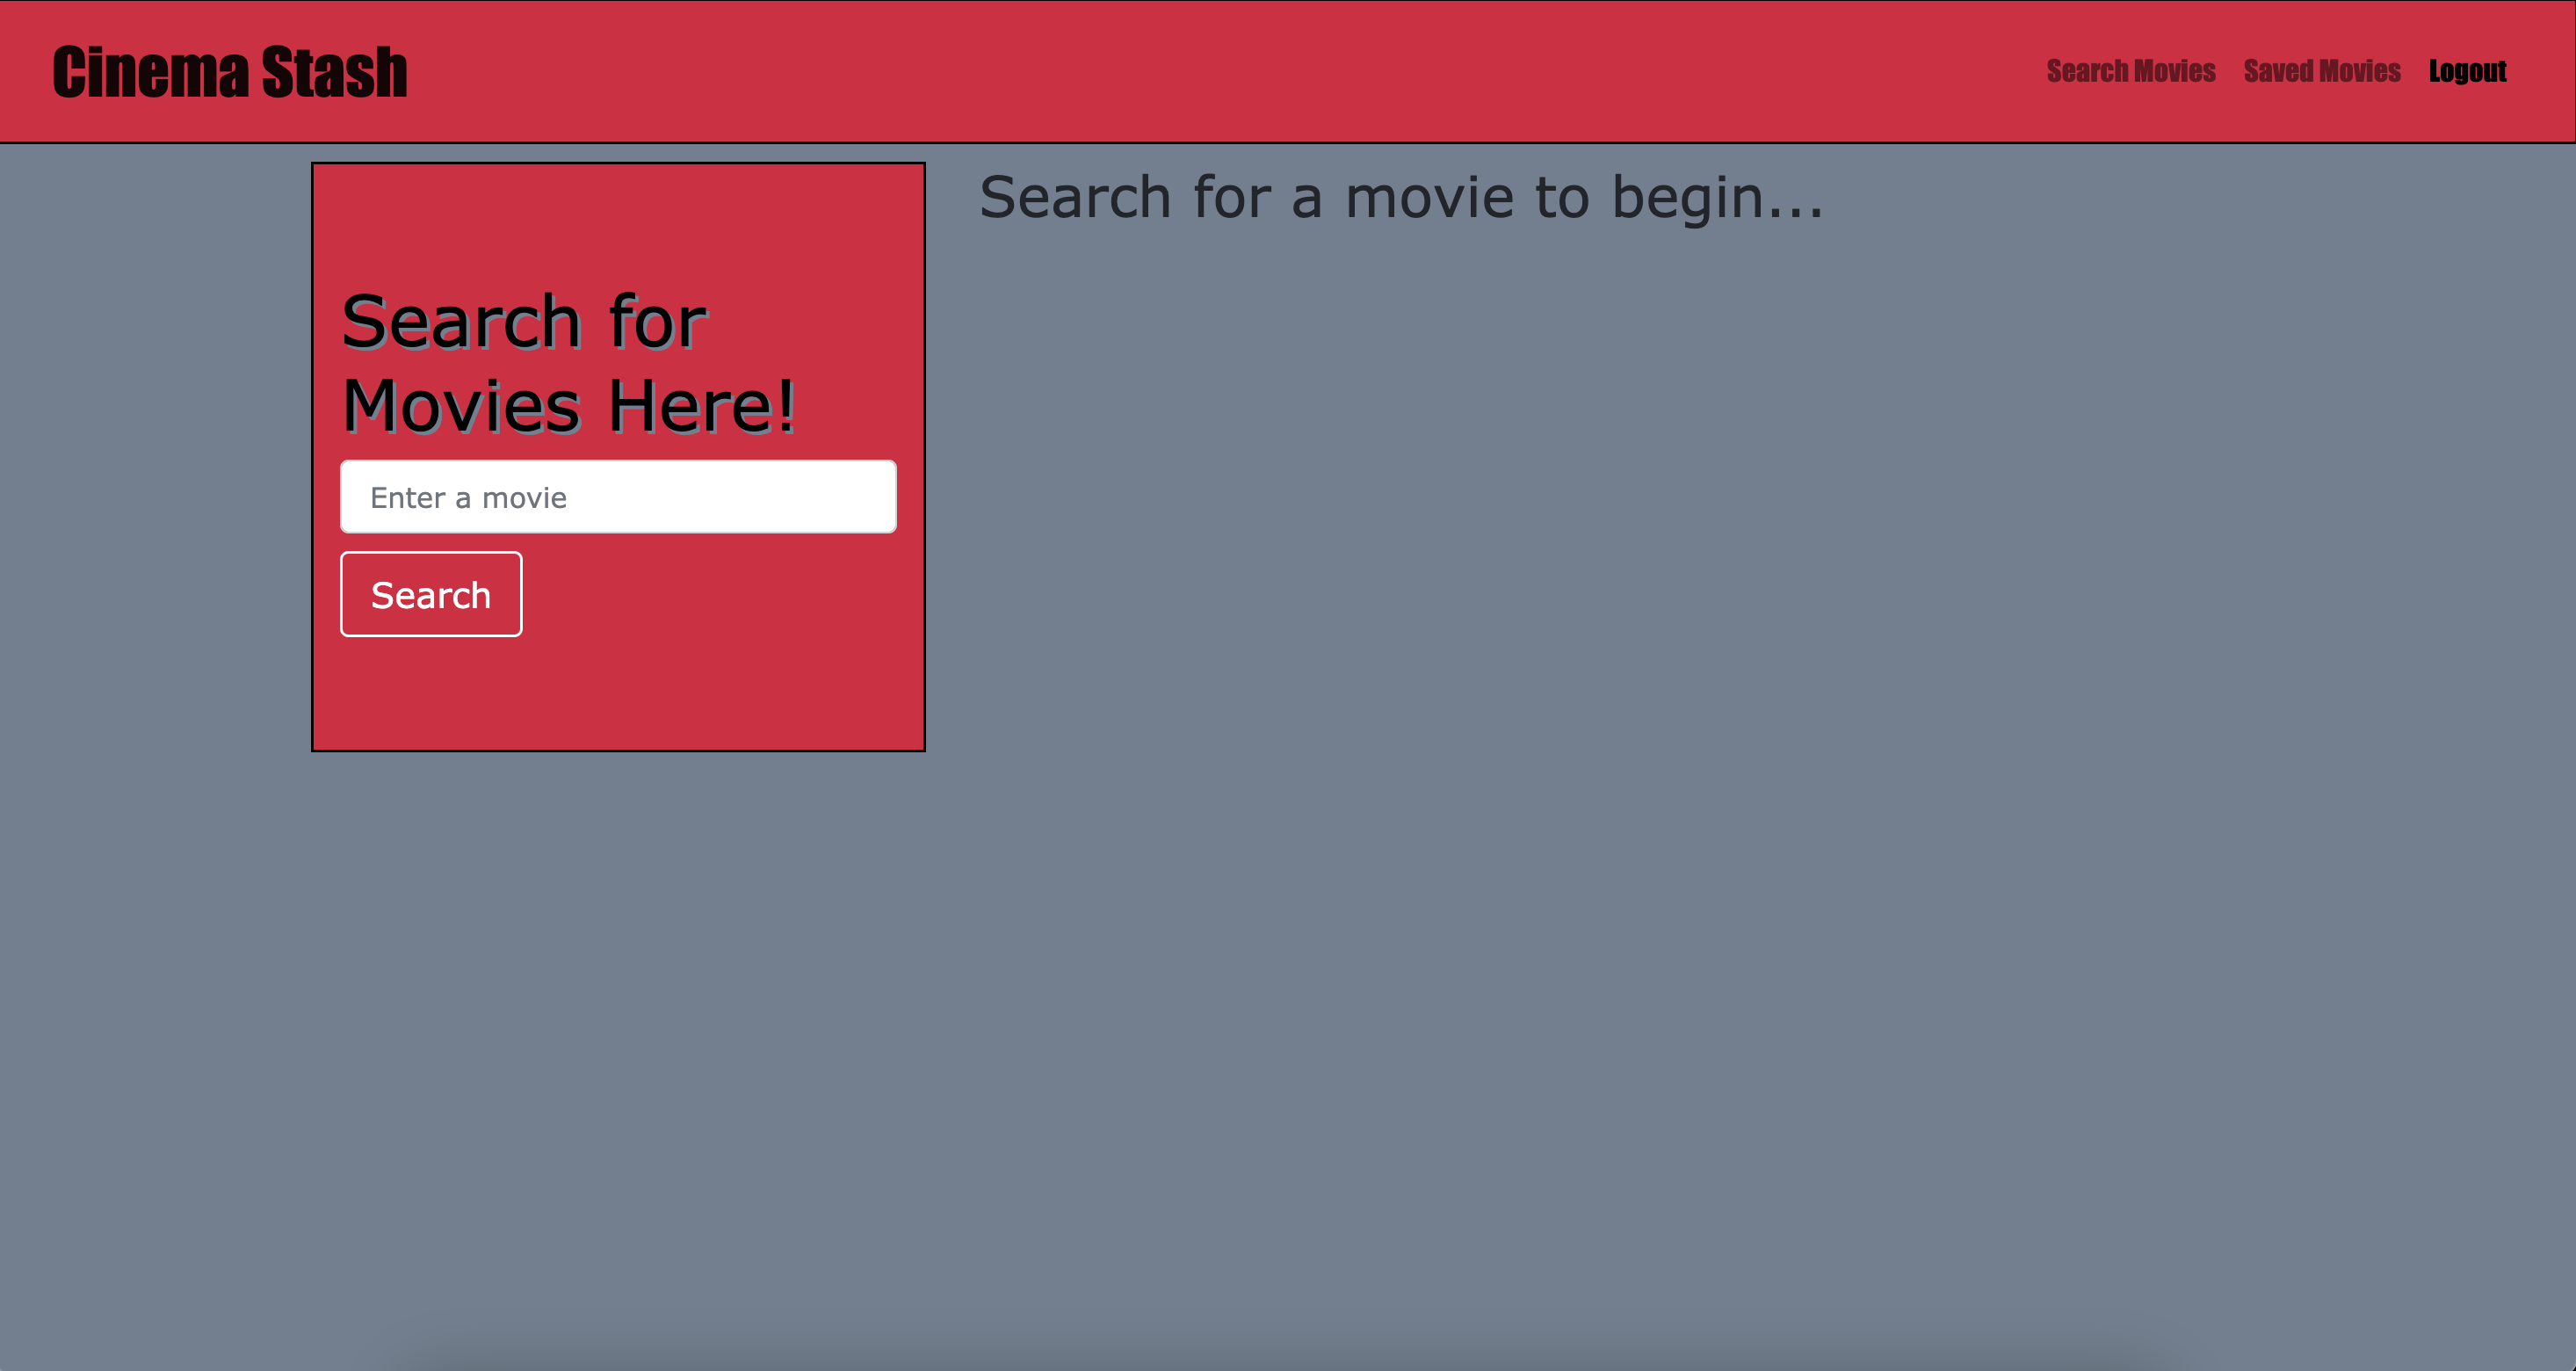 Cinema Stash
Search Movies Saved Movies Logout
Search for
Movies Here!
Enter a movie
Search
Search for a movie to begin...